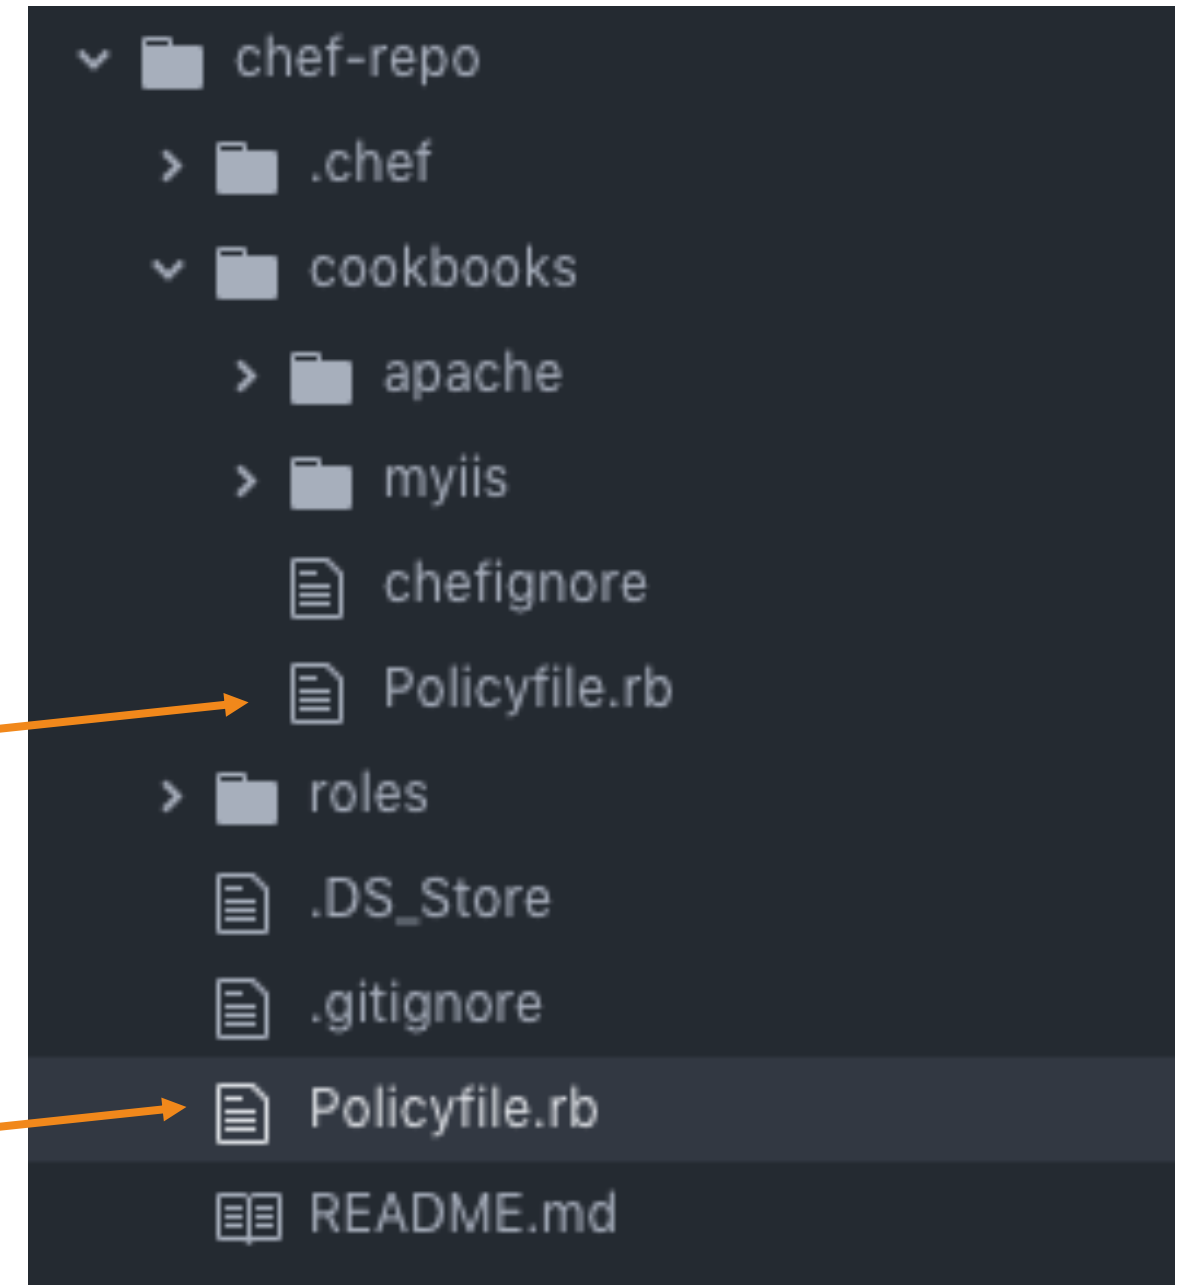 chef-repo
.chef
cookbooks
apache
myiis
chefignore
Policyfile.rb
roles
.DS_Store
.gitignore
Policyfile.rb
README.md